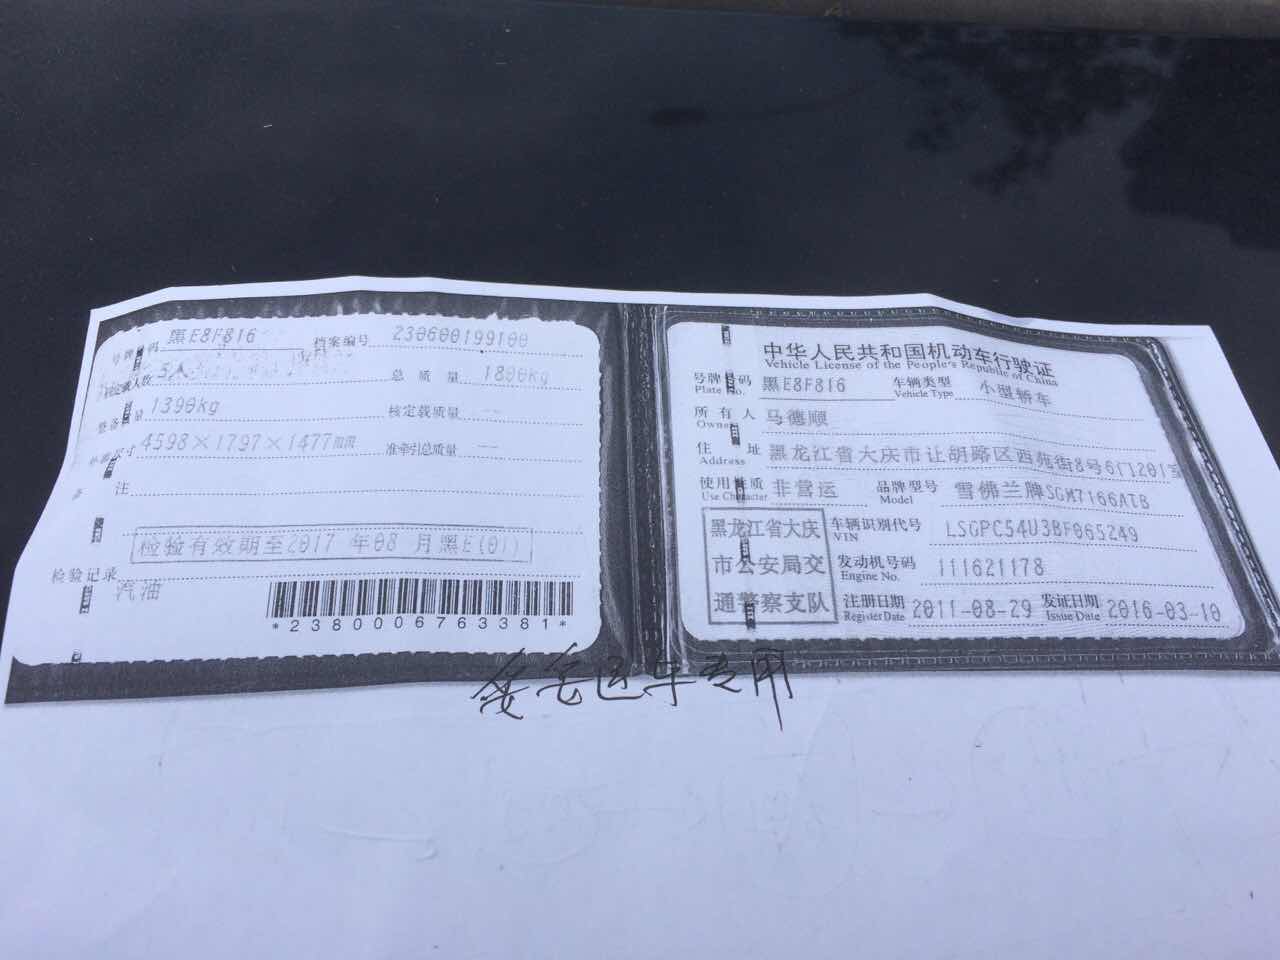 号牌号码 黑E8F816 档案编号 230600199100
核定载人数 5人 总质量 1800kg
整备质量 1390kg 核定载质量 --
外廓尺寸 4598×1797×1477mm 准牵引总质量 --
备注
检验有效期至2017 年08 月黑E(01)
检验记录
汽油
*2380006763381*
中华人民共和国机动车行驶证
Vehicle License of the People's Republic of China
号牌号码 黑E8F816 车辆类型 小型轿车
Plate No. Vehicle Type
所有人 马德顺
Owner
住址 黑龙江省大庆市让胡路区西苑街8号6门201室
Address
使用性质 非营运 品牌型号 雪佛兰牌SGM7166ATB
Use Character Model
黑龙江省大庆
市公安局交
通警察支队
车辆识别代号 LSGPC54U3BF065249
VIN
发动机号码 111621178
Engine No.
注册日期 2011-08-29 发证日期 2016-03-10
Register Date Issue Date
专用